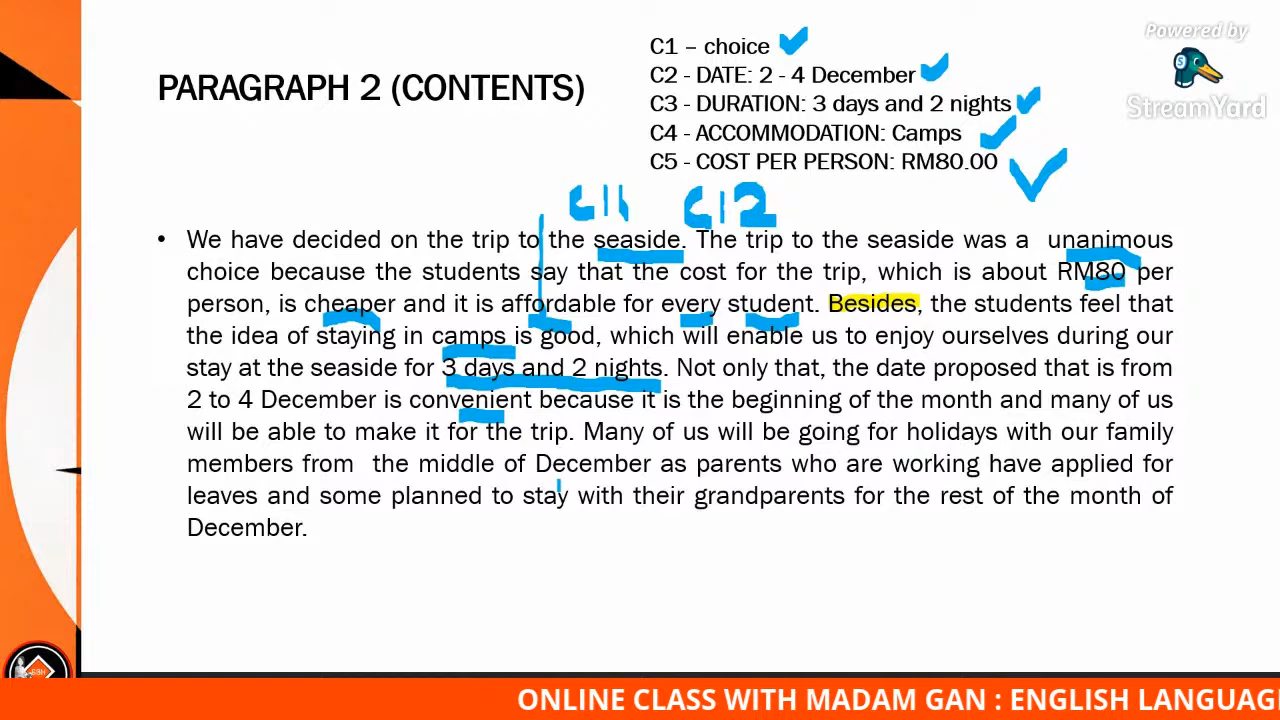 Powered by
StreamYard
C1 – choice
C2 - DATE: 2 - 4 December
C3 - DURATION: 3 days and 2 nights
C4 - ACCOMMODATION: Camps
C5 - COST PER PERSON: RM80.00
PARAGRAPH 2 (CONTENTS)
C11 C12
• We have decided on the trip to the seaside. The trip to the seaside was a unanimous
choice because the students say that the cost for the trip, which is about RM80 per
person, is cheaper and it is affordable for every student. Besides, the students feel that
the idea of staying in camps is good, which will enable us to enjoy ourselves during our
stay at the seaside for 3 days and 2 nights. Not only that, the date proposed that is from
2 to 4 December is convenient because it is the beginning of the month and many of us
will be able to make it for the trip. Many of us will be going for holidays with our family
members from the middle of December as parents who are working have applied for
leaves and some planned to stay with their grandparents for the rest of the month of
December.
ONLINE CLASS WITH MADAM GAN : ENGLISH LANGUAG